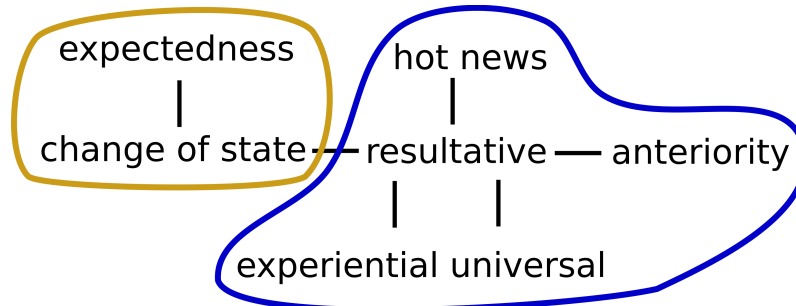 expectedness
hot news
change of state
resultative
anteriority
experiential universal